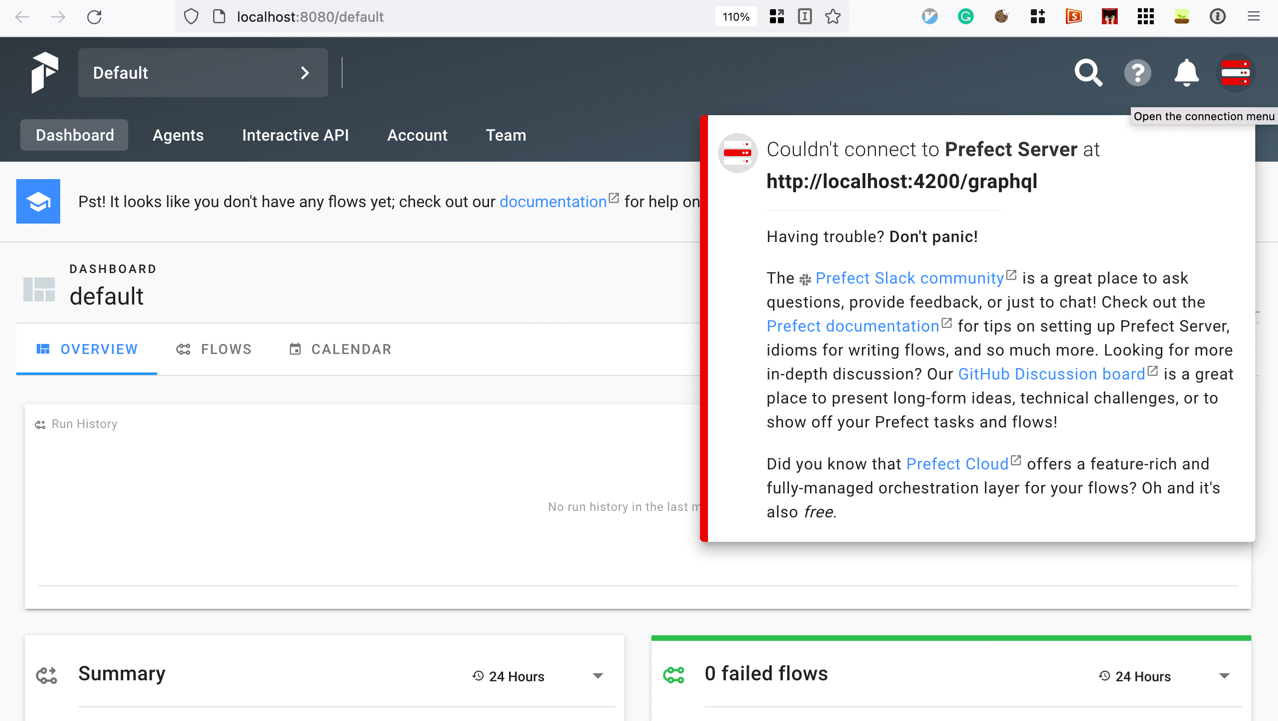 localhost:8080/default
110%
Default
Open the connection menu
Dashboard
Agents
Interactive API
Account
Team
Couldn't connect to Prefect Server at
http://localhost:4200/graphql
Pst! It looks like you don't have any flows yet; check out our documentation for help on
Having trouble? Don't panic!
The Prefect Slack community is a great place to ask
questions, provide feedback, or just to chat! Check out the
Prefect documentation for tips on setting up Prefect Server,
idioms for writing flows, and so much more. Looking for more
in-depth discussion? Our GitHub Discussion board is a great
place to present long-form ideas, technical challenges, or to
show off your Prefect tasks and flows!
Did you know that Prefect Cloud offers a feature-rich and
fully-managed orchestration layer for your flows? Oh and it's
also free.
DASHBOARD
default
OVERVIEW
FLOWS
CALENDAR
Run History
No run history in the last
Summary
24 Hours
0 failed flows
24 Hours